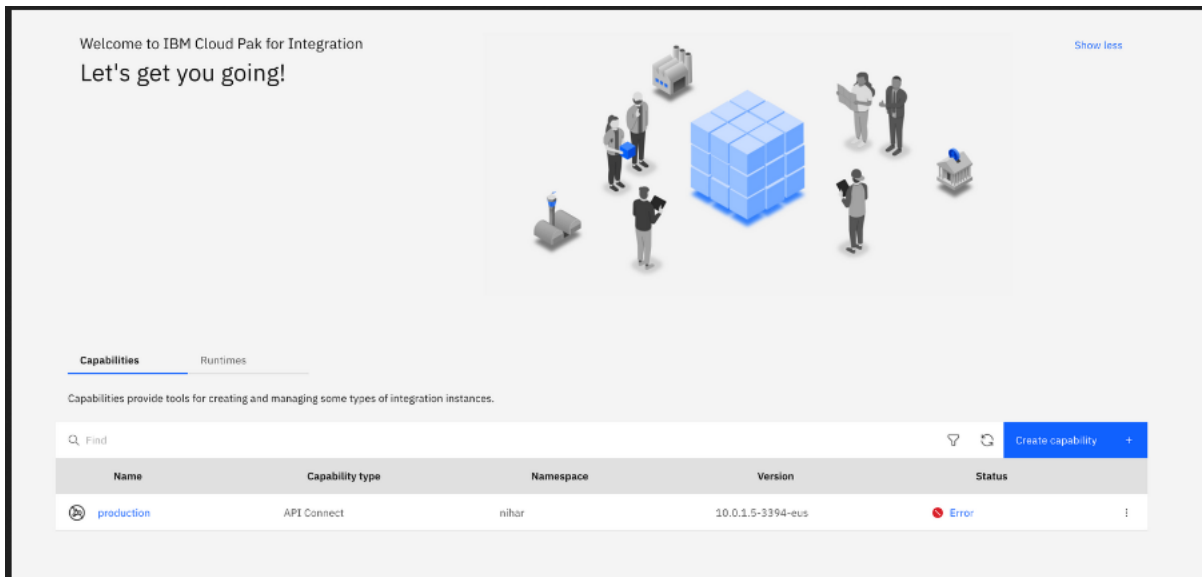 Welcome to IBM Cloud Pak for Integration
Show less
Let's get you going!
Capabilities Runtimes
Capabilities provide tools for creating and managing some types of integration instances.
Find Create capability +
Name Capability type Namespace Version Status
production API Connect nihar 10.0.1.5-3394-eus Error